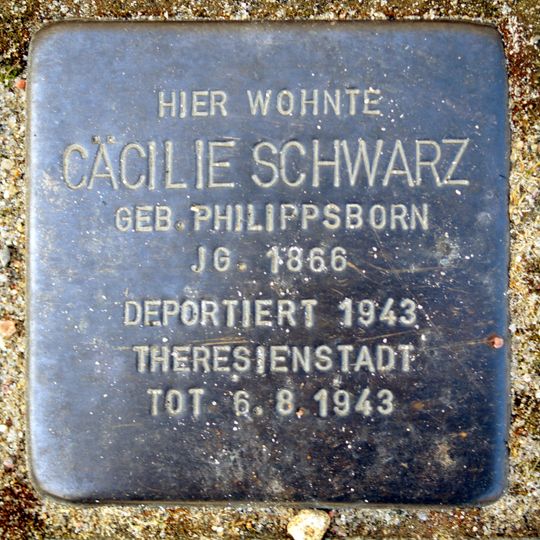 HIER WOHNTE
CÄCILIE SCHWARZ
GEB. PHILIPPSBORN
JG. 1866
DEPORTIERT 1943
THERESIENSTADT
TOT 6.8.1943